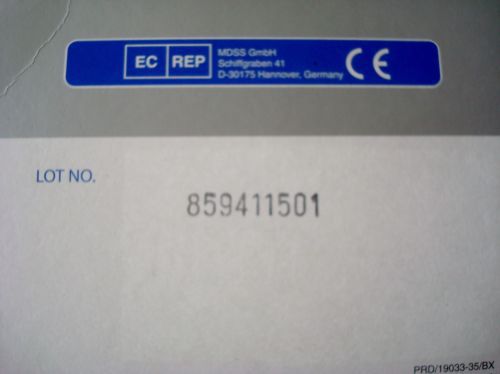 EC REP
MDSS GmbH
Schiffgraben 41
D-30175 Hannover, Germany
CE
LOT NO.
859411501
PRD/19033-35/BX